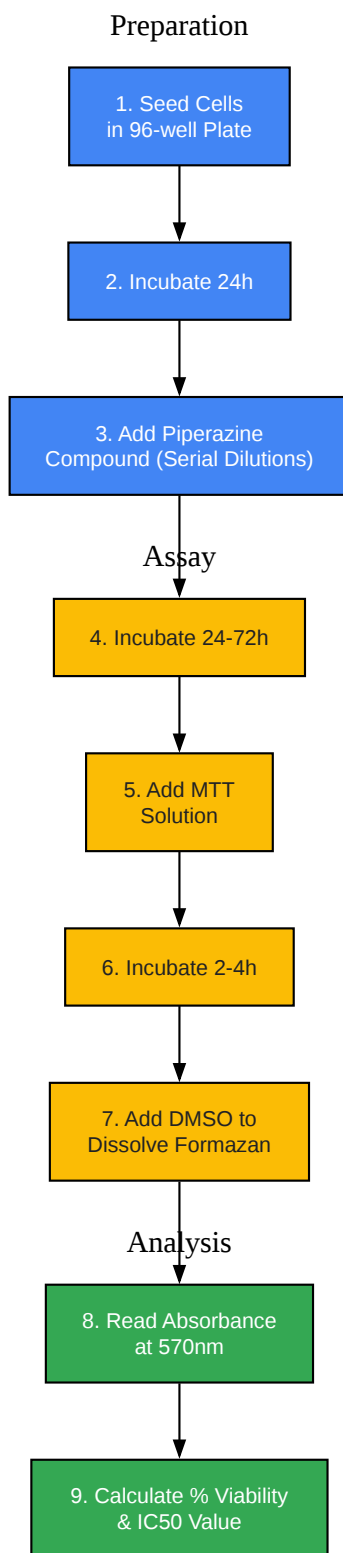 Preparation
1. Seed Cells
in 96-well Plate
2. Incubate 24h
3. Add Piperazine
Compound (Serial Dilutions)
Assay
4. Incubate 24-72h
5. Add MTT
Solution
6. Incubate 2-4h
7. Add DMSO to
Dissolve Formazan
Analysis
8. Read Absorbance
at 570nm
9. Calculate % Viability
& IC50 Value